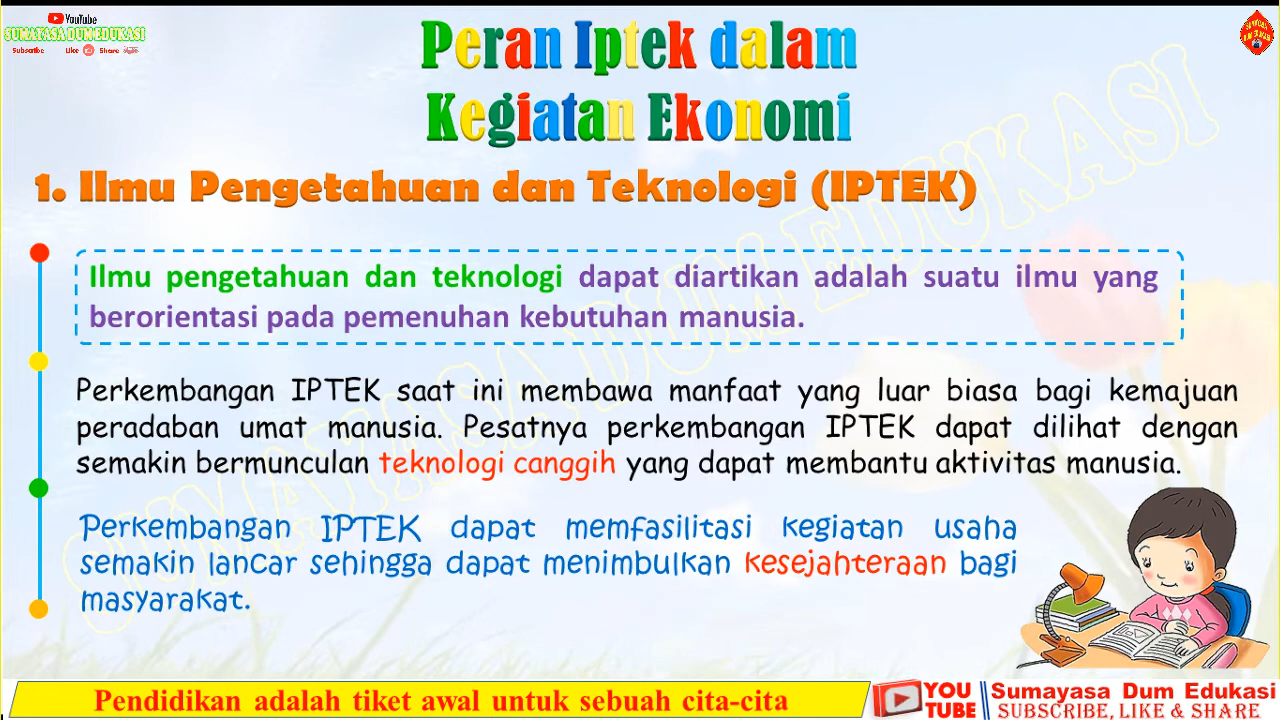 YouTube
SUMAYASA DUM EDUKASI
Subscribe Like Share
Peran Iptek dalam
Kegiatan Ekonomi
1. Ilmu Pengetahuan dan Teknologi (IPTEK)
Ilmu pengetahuan dan teknologi dapat diartikan adalah suatu ilmu yang
berorientasi pada pemenuhan kebutuhan manusia.
Perkembangan IPTEK saat ini membawa manfaat yang luar biasa bagi kemajuan
peradaban umat manusia. Pesatnya perkembangan IPTEK dapat dilihat dengan
semakin bermunculan teknologi canggih yang dapat membantu aktivitas manusia.
Perkembangan IPTEK dapat memfasilitasi kegiatan usaha
semakin lancar sehingga dapat menimbulkan kesejahteraan bagi
masyarakat.
SUMAYASA DUM EDUKASI
Pendidikan adalah tiket awal untuk sebuah cita-cita
YOU
TUBE
Sumayasa Dum Edukasi
SUBSCRIBE, LIKE & SHARE